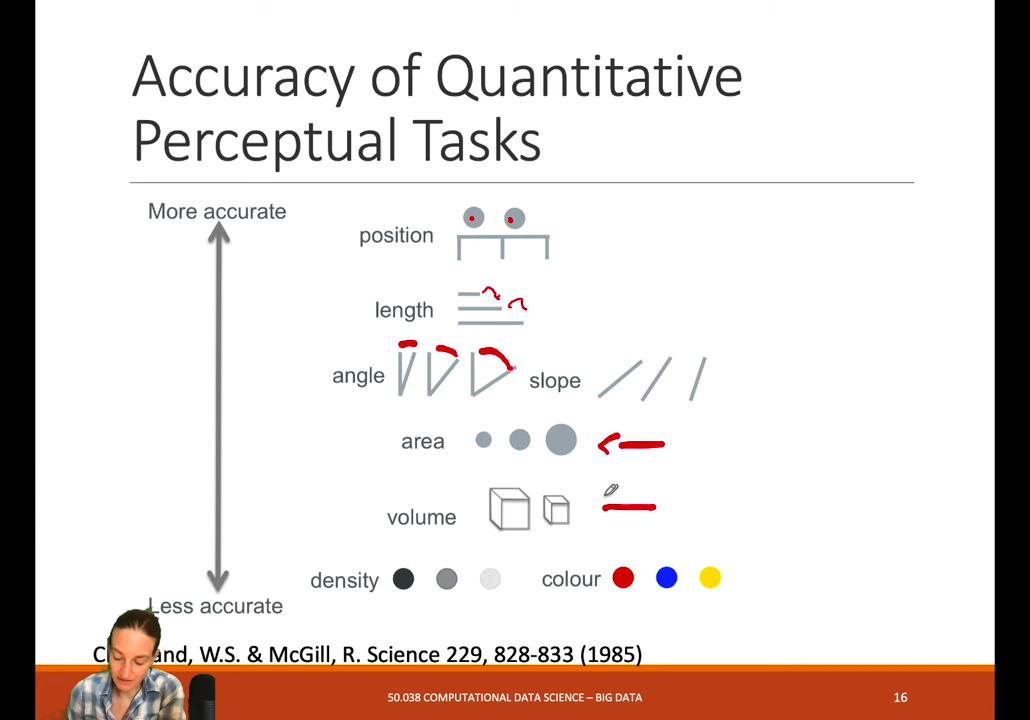 Accuracy of Quantitative
Perceptual Tasks
More accurate
position
length
angle
slope
area
volume
density
colour
Less accurate
W.S. & McGill, R. Science 229, 828-833 (1985)
50.038 COMPUTATIONAL DATA SCIENCE – BIG DATA
16